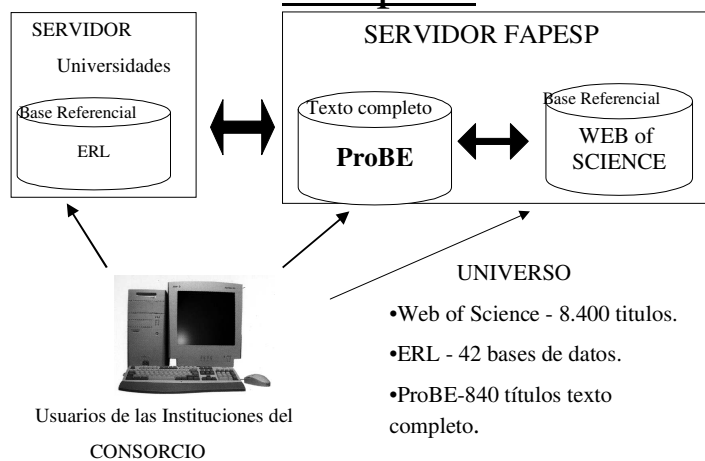 SERVIDOR
Universidades
Base Referencial
ERL
SERVIDOR FAPESP
Texto completo
ProBE
Base Referencial
WEB of
SCIENCE
Usuarios de las Instituciones del
CONSORCIO
UNIVERSO
•Web of Science - 8.400 titulos.
•ERL - 42 bases de datos.
•ProBE-840 títulos texto
completo.